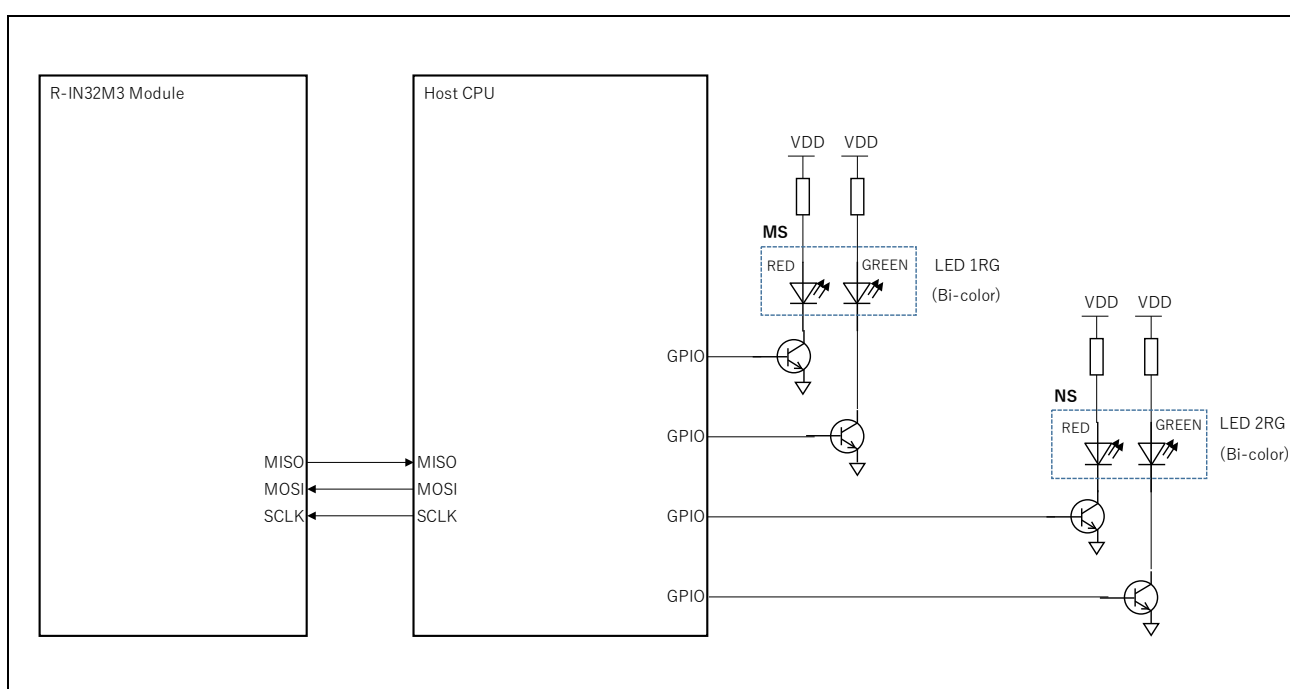 R-IN32M3 Module
Host CPU
VDD VDD
MS
RED GREEN
LED 1RG
(Bi-color)
VDD VDD
GPIO
NS
RED GREEN
LED 2RG
(Bi-color)
GPIO
MISO MISO
MOSI MOSI
SCLK SCLK
GPIO
GPIO